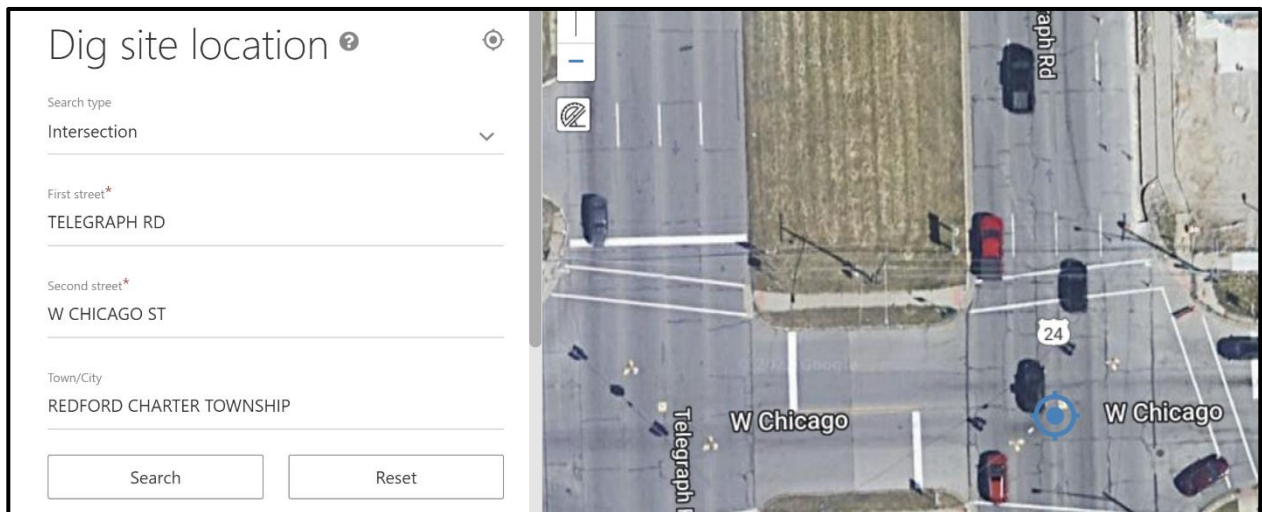 Dig site location ?
Search type
Intersection
First street*
TELEGRAPH RD
Second street*
W CHICAGO ST
Town/City
REDFORD CHARTER TOWNSHIP
Search
Reset
aph Rd
24
Google
Telegraph
W Chicago
W Chicago